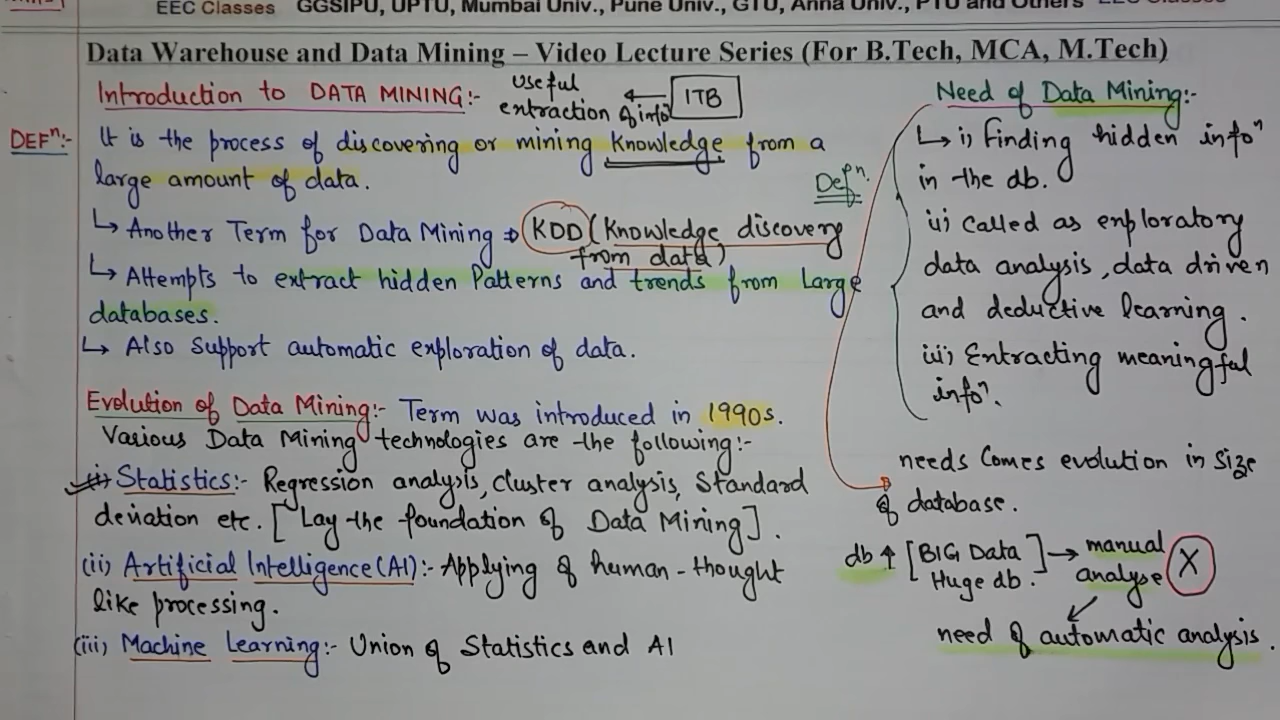 EEC Classes GGSIPU, UPTU, Mumbai Univ., Pune Univ., GTU, Anna Univ., PTU and Others EEC Classes
Data Warehouse and Data Mining – Video Lecture Series (For B.Tech, MCA, M.Tech)
Introduction to DATA MINING:-
useful
extraction of info
1TB
DEFⁿ:-
It is the process of discovering or mining knowledge from a
large amount of data.
Defⁿ.
↳ Another Term for Data Mining ⇒ KDD (Knowledge discovery
from data)
↳ Attempts to extract hidden Patterns and trends from Large
databases.
↳ Also Support automatic exploration of data.
Evolution of Data Mining:- Term was introduced in 1990s.
Various Data Mining technologies are the following:-
(i) Statistics:- Regression analysis, cluster analysis, Standard
deviation etc. [Lay the foundation of Data Mining].
(ii) Artificial Intelligence(AI):- Applying of human-thought
like processing.
(iii) Machine Learning:- Union of Statistics and AI
Need of Data Mining:-
↳ i) Finding hidden infoⁿ
in the db.
ii) Called as exploratory
data analysis, data driven
and deductive learning.
iii) Extracting meaningful
infoⁿ.
needs comes evolution in size
of database.
db ↑ [BIG Data
Huge db.] → manual
analyse X
need of automatic analysis.